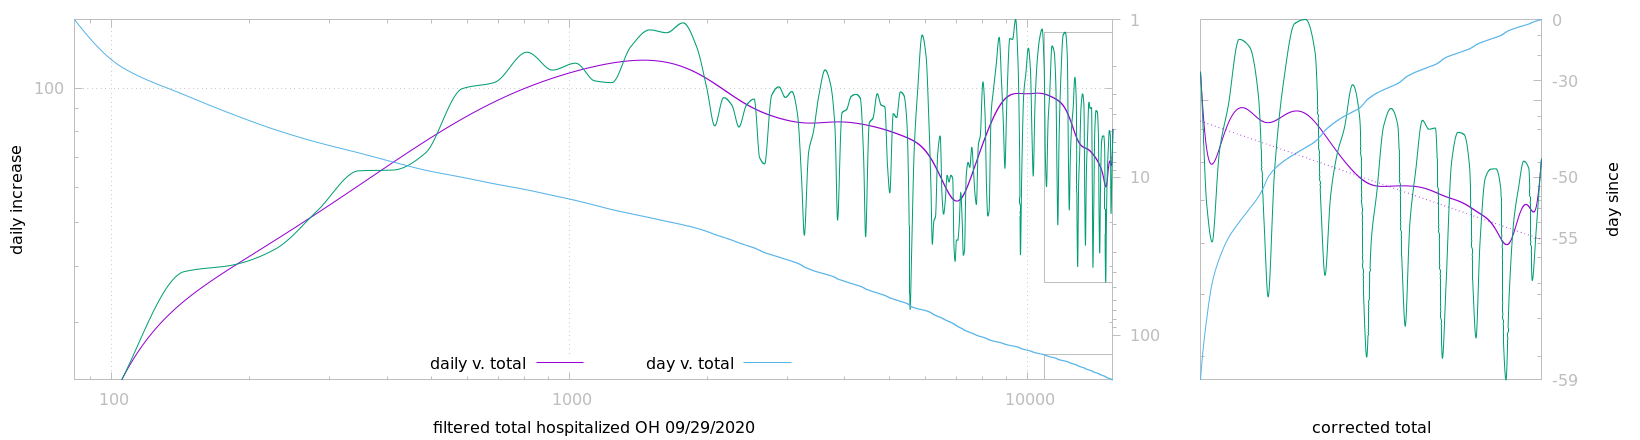 daily increase
100
daily v. total
day v. total
100
1000
10000
filtered total hospitalized OH 09/29/2020
1
10
100
0
-30
-50
-55
-59
day since
corrected total